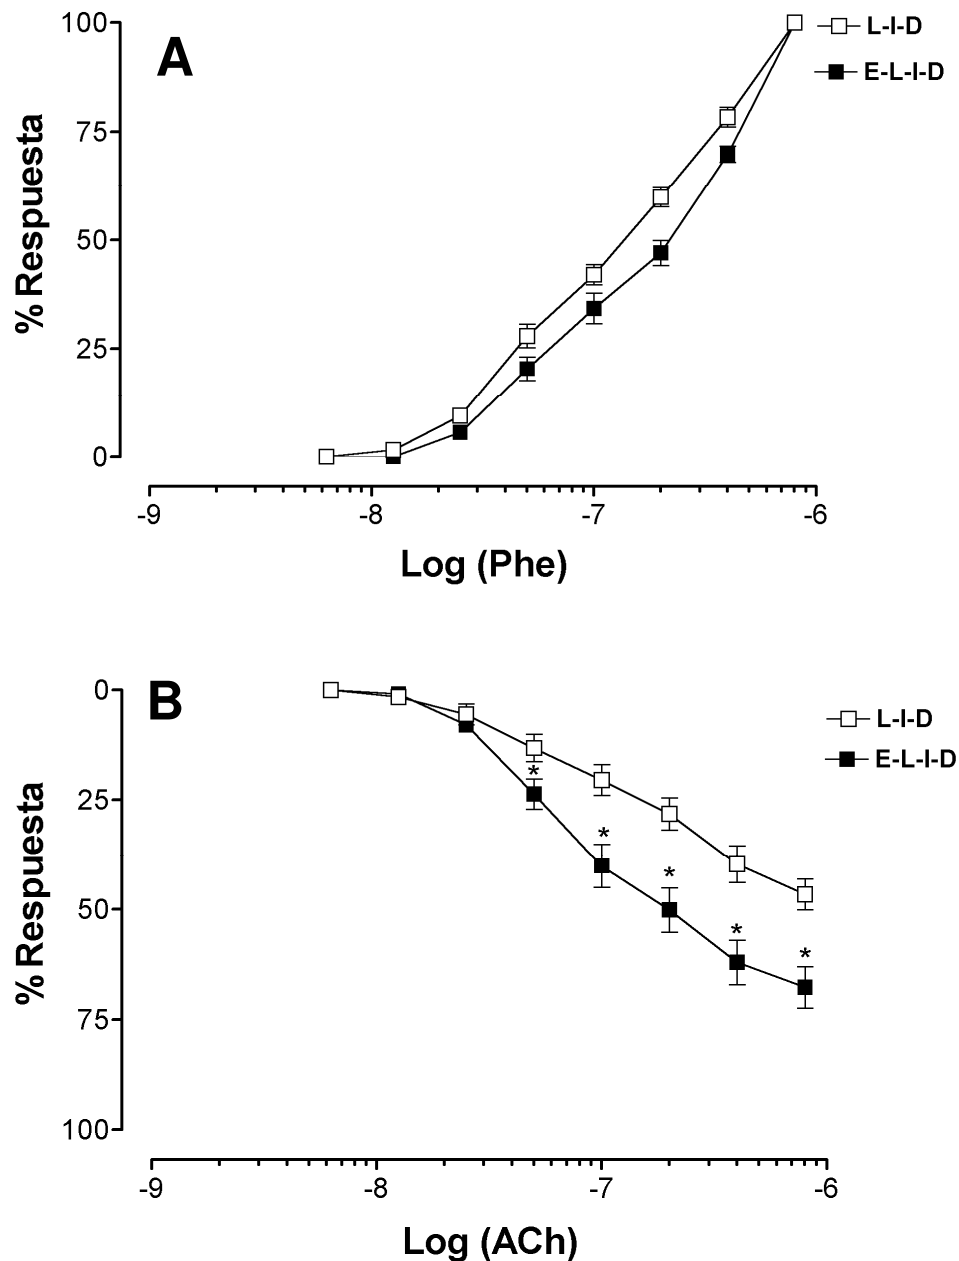 A
L-I-D
E-L-I-D
% Respuesta
100
75
50
25
0
-9 -8 -7 -6
Log (Phe)
B
L-I-D
E-L-I-D
% Respuesta
0
25
50
75
100
* * * * *
-9 -8 -7 -6
Log (ACh)